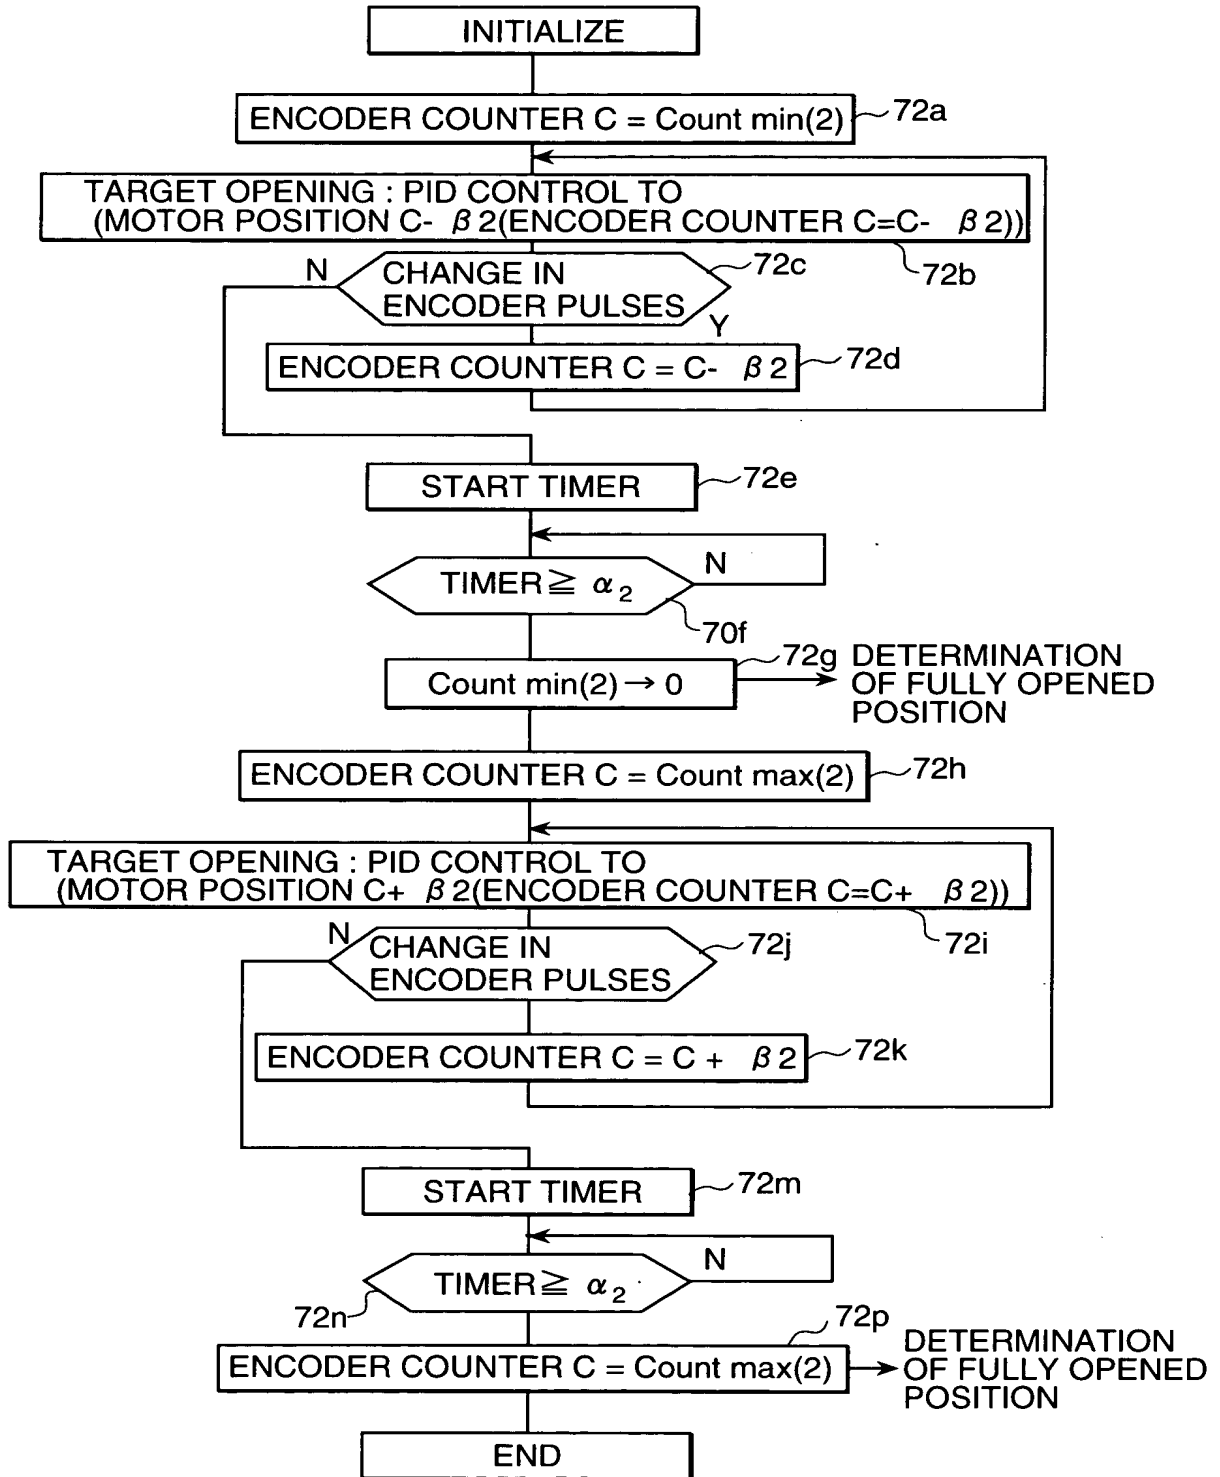 INITIALIZE
ENCODER COUNTER C = Count min(2)
72a
TARGET OPENING : PID CONTROL TO
(MOTOR POSITION C- β2(ENCODER COUNTER C=C- β2))
72b
N
CHANGE IN
ENCODER PULSES
72c
Y
ENCODER COUNTER C = C- β2
72d
START TIMER
72e
TIMER≧ α2
N
70f
Count min(2)→0
72g
DETERMINATION
OF FULLY OPENED
POSITION
ENCODER COUNTER C = Count max(2)
72h
TARGET OPENING : PID CONTROL TO
(MOTOR POSITION C+ β2(ENCODER COUNTER C=C+ β2))
72i
N
CHANGE IN
ENCODER PULSES
72j
ENCODER COUNTER C = C + β2
72k
START TIMER
72m
TIMER≧ α2
N
72n
ENCODER COUNTER C = Count max(2)
72p
DETERMINATION
OF FULLY OPENED
POSITION
END